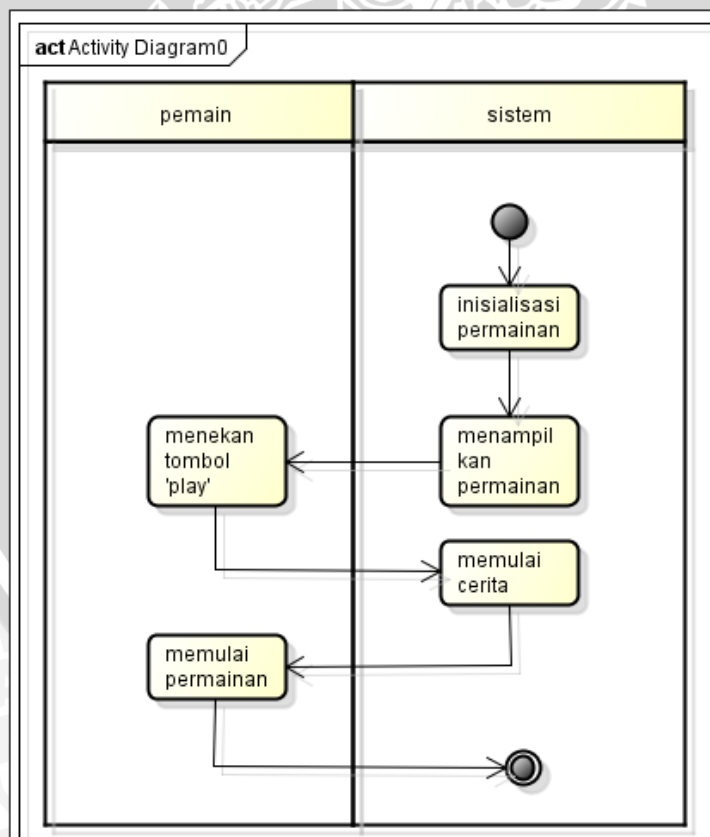 act Activity Diagram0
pemain
sistem
inisialisasi
permainan
menampil
kan
permainan
menekan
tombol
'play'
memulai
cerita
memulai
permainan